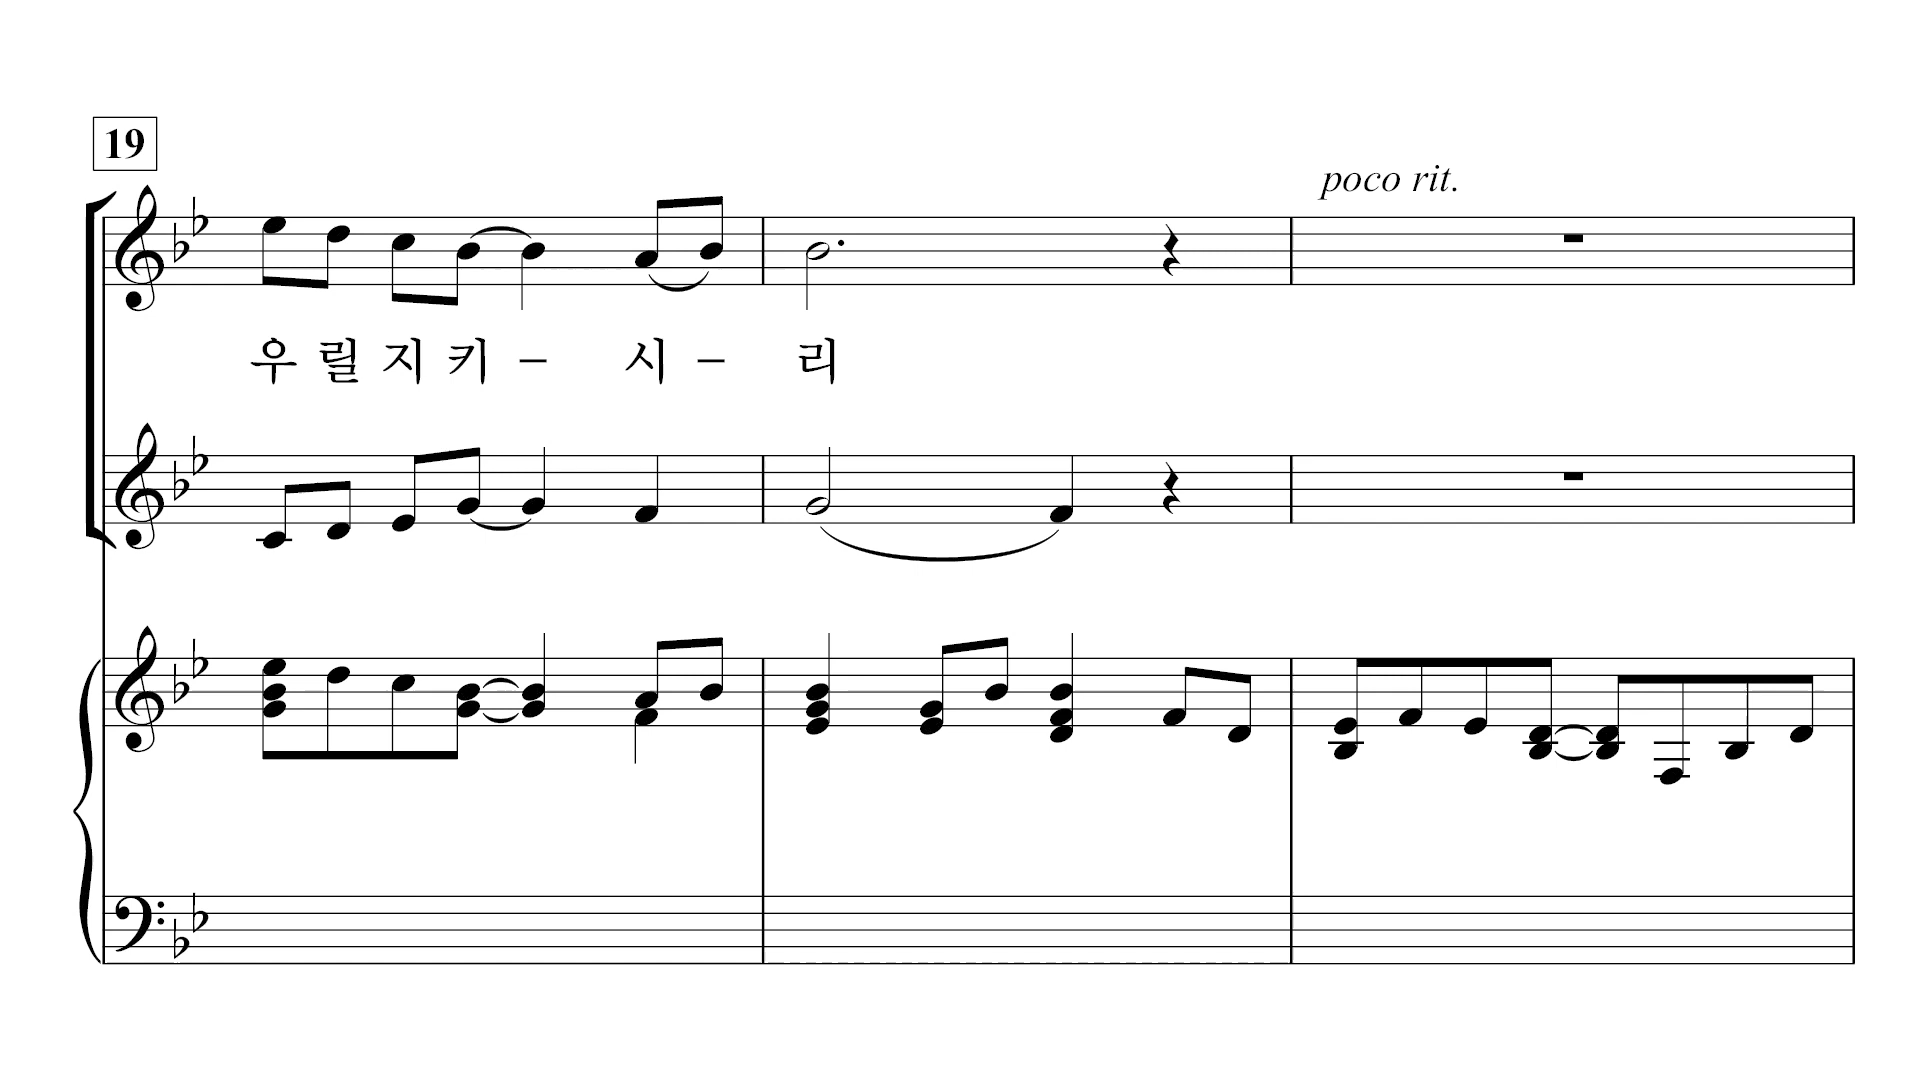 19
poco rit.
우 릴 지 키 – 시 – 리